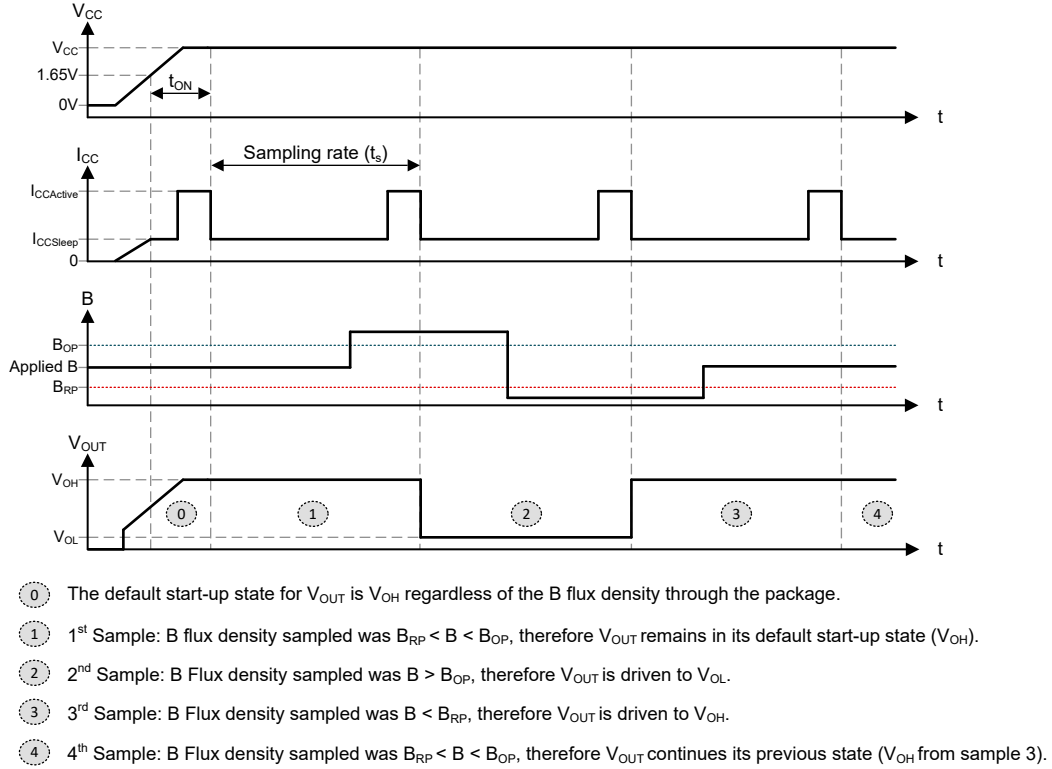 VCC
VCC
1.65V
0V
tON
t
ICC
Sampling rate (ts)
ICCActive
ICCSleep
0
t
B
BOP
Applied B
BRP
t
VOUT
VOH
VOL
0
1
2
3
4
t
0 The default start-up state for VOUT is VOH regardless of the B flux density through the package.
1 1st Sample: B flux density sampled was BRP < B < BOP, therefore VOUT remains in its default start-up state (VOH).
2 2nd Sample: B Flux density sampled was B > BOP, therefore VOUT is driven to VOL.
3 3rd Sample: B Flux density sampled was B < BRP, therefore VOUT is driven to VOH.
4 4th Sample: B Flux density sampled was BRP < B < BOP, therefore VOUT continues its previous state (VOH from sample 3).